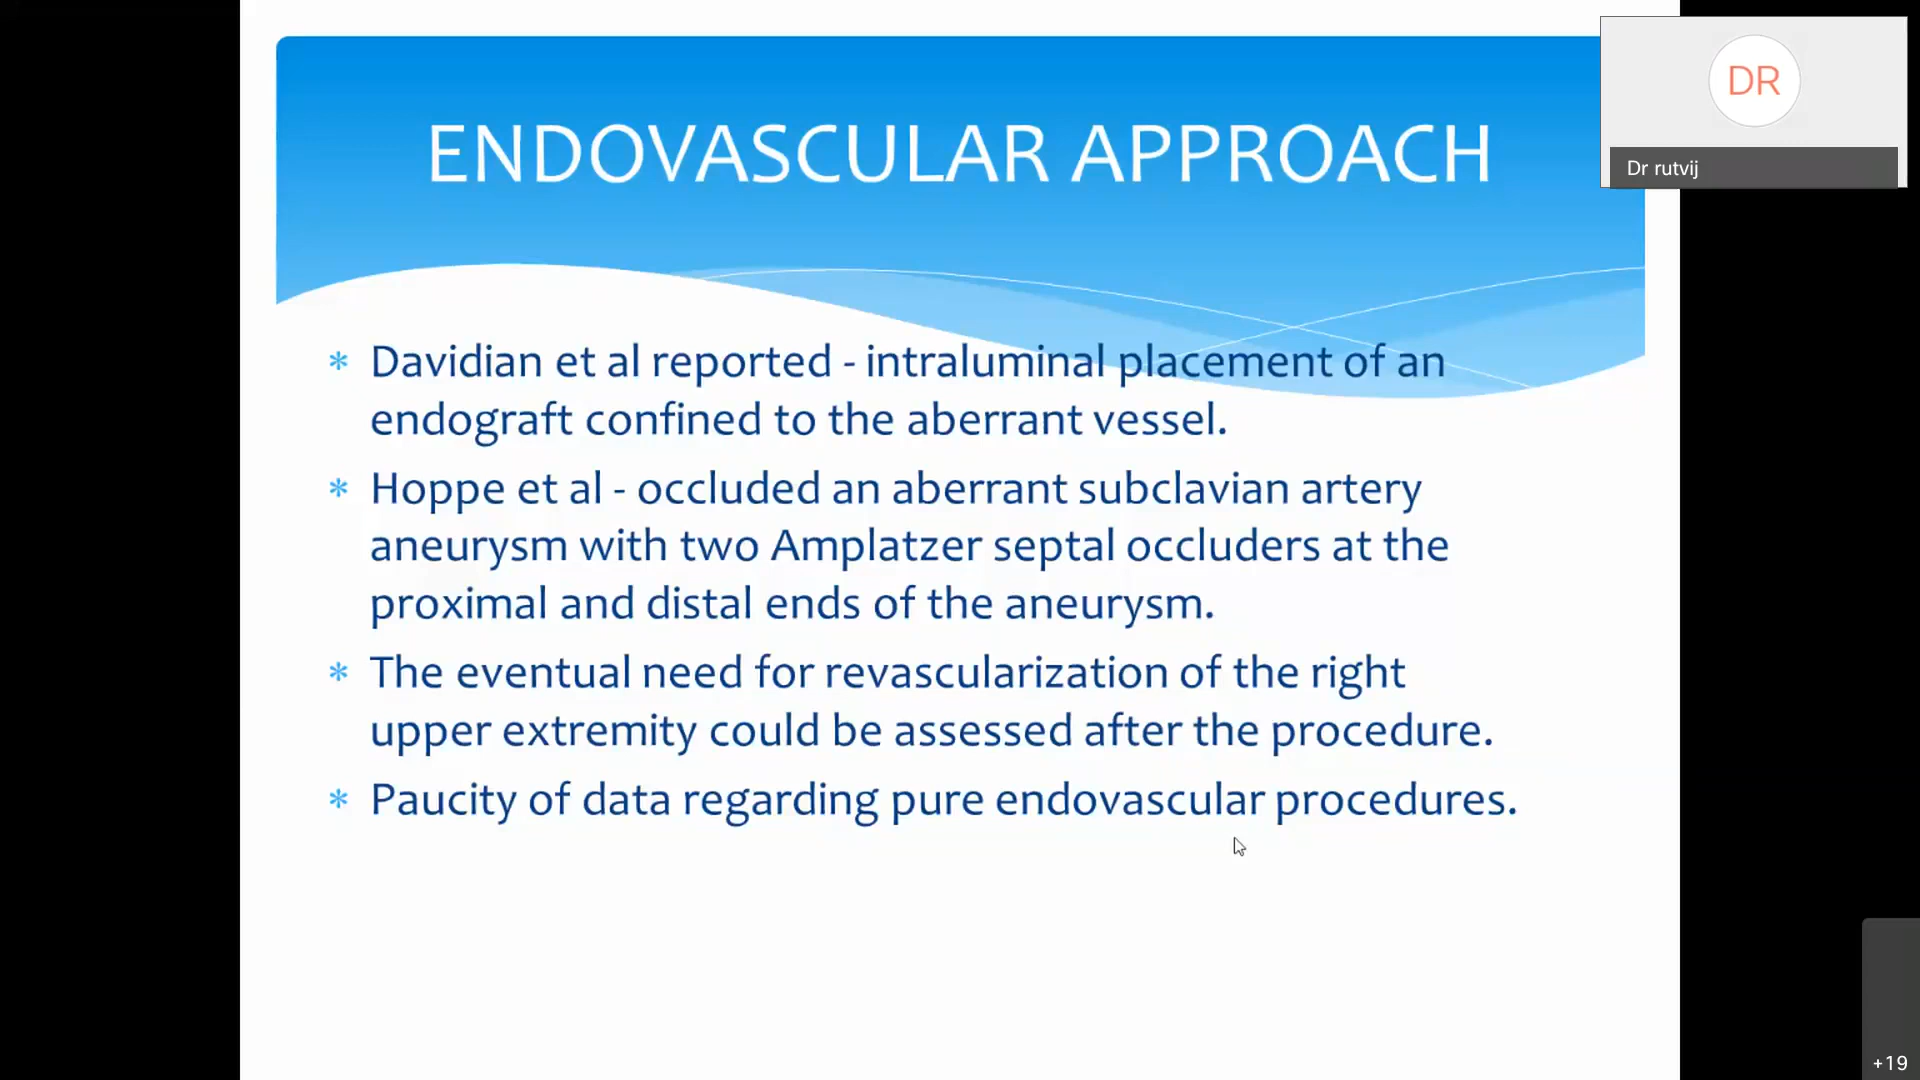 ENDOVASCULAR APPROACH
DR
Dr rutvij
* Davidian et al reported - intraluminal placement of an
endograft confined to the aberrant vessel.
* Hoppe et al - occluded an aberrant subclavian artery
aneurysm with two Amplatzer septal occluders at the
proximal and distal ends of the aneurysm.
* The eventual need for revascularization of the right
upper extremity could be assessed after the procedure.
* Paucity of data regarding pure endovascular procedures.
+19